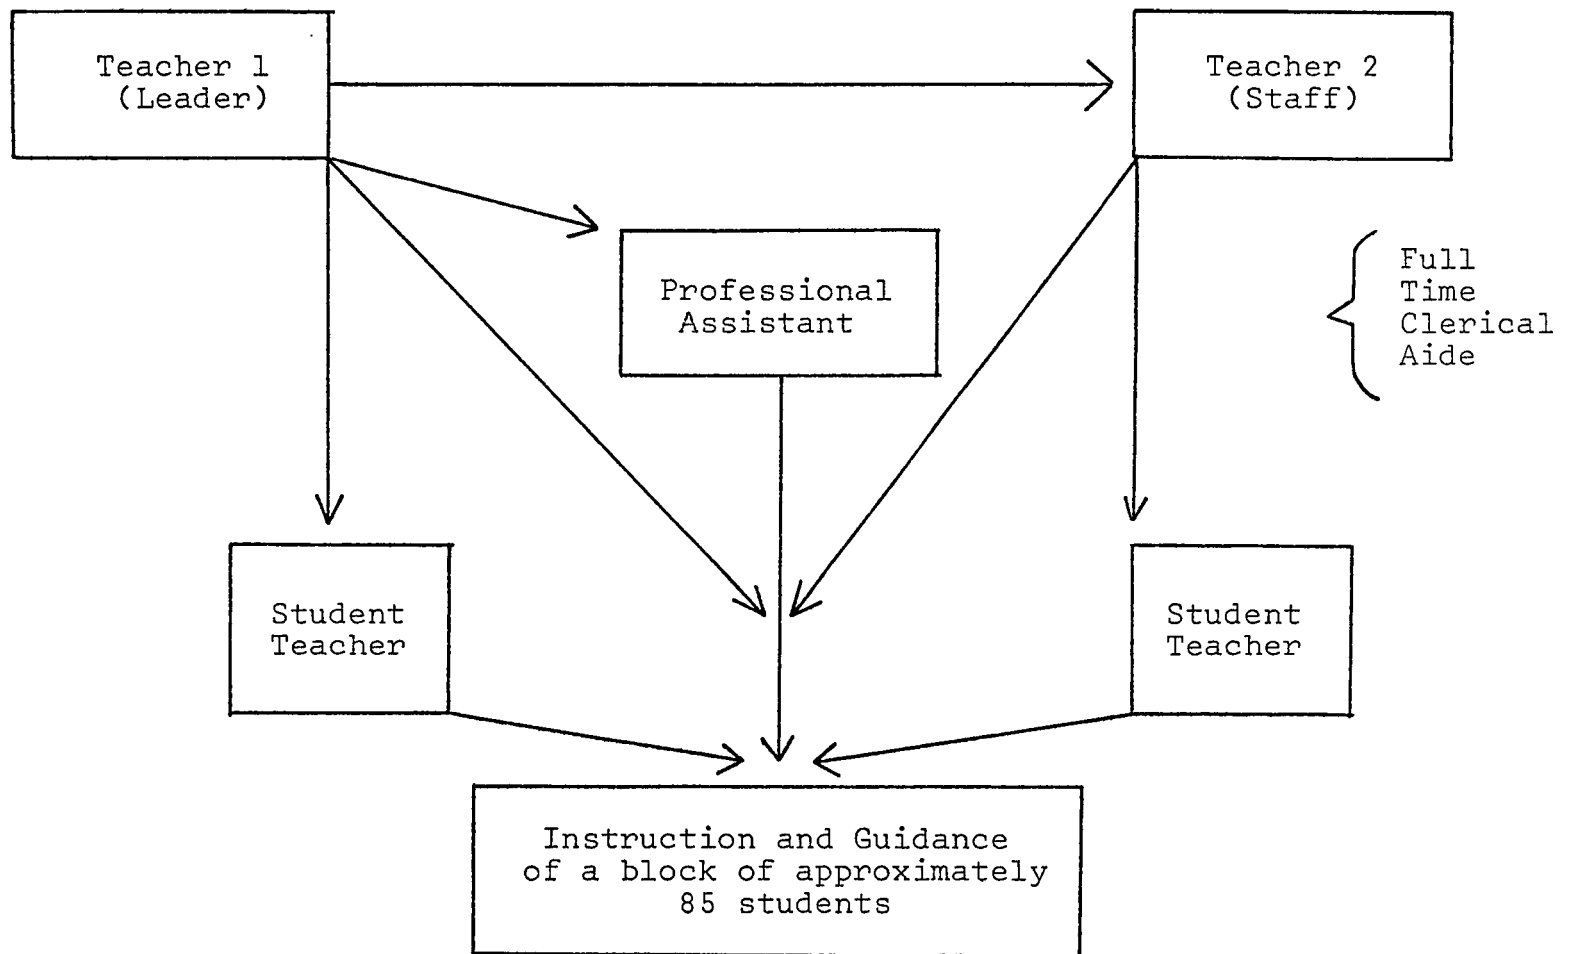 Teacher 1
(Leader)
Teacher 2
(Staff)
Professional
Assistant
Full
Time
Clerical
Aide
Student
Teacher
Student
Teacher
Instruction and Guidance
of a block of approximately
85 students